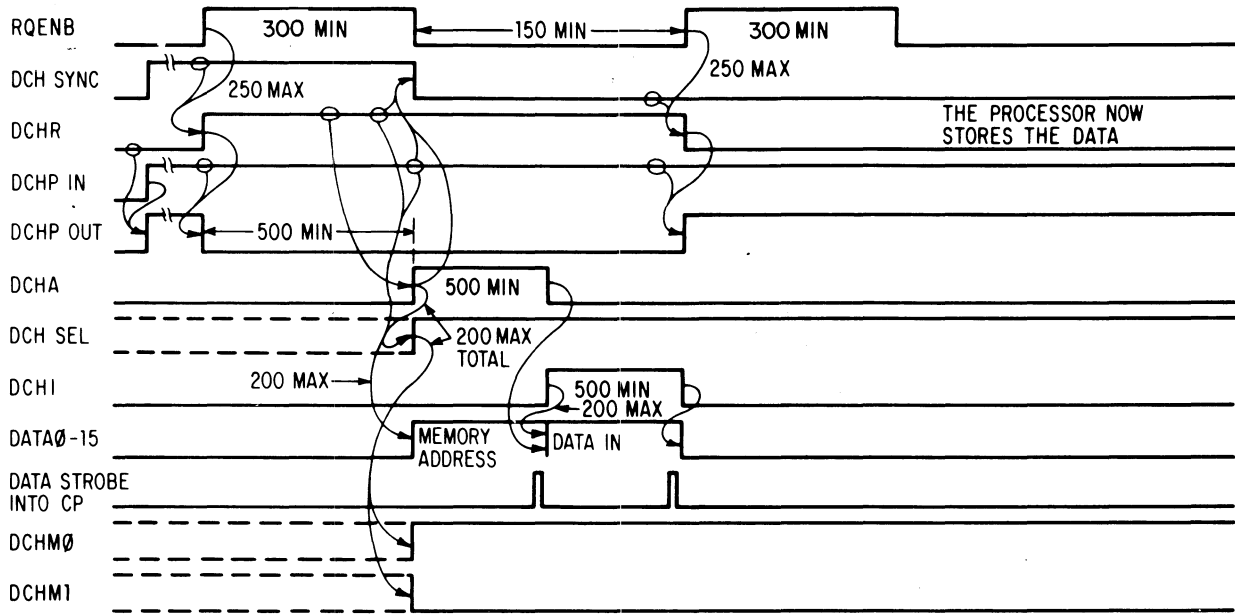 RQENB
300 MIN
150 MIN
300 MIN
DCH SYNC
250 MAX
250 MAX
DCHR
THE PROCESSOR NOW
STORES THE DATA
DCHP IN
DCHP OUT
500 MIN
DCHA
500 MIN
DCH SEL
200 MAX
TOTAL
200 MAX
DCHI
500 MIN
200 MAX
DATAØ-15
MEMORY
ADDRESS
DATA IN
DATA STROBE
INTO CP
DCHMØ
DCHM1